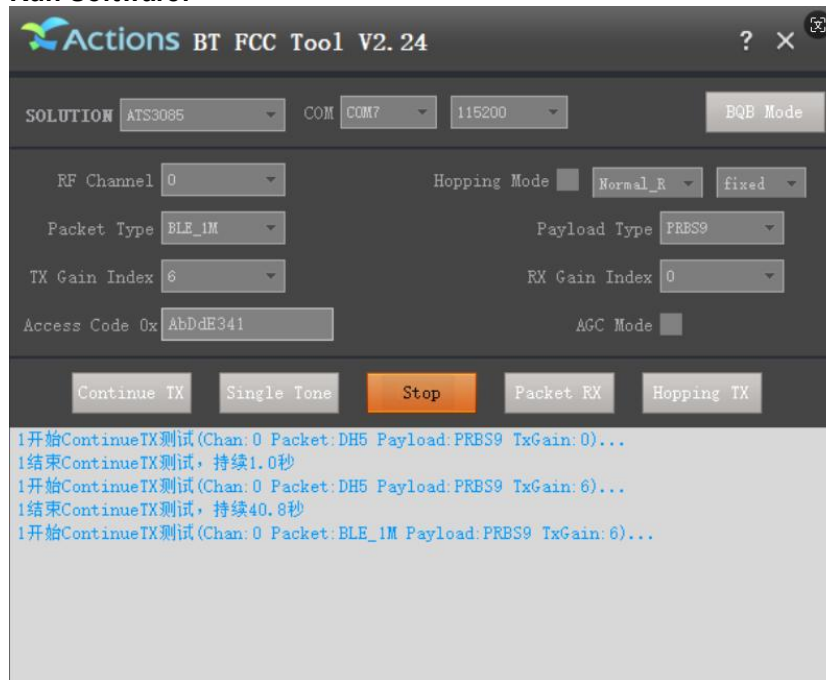 Run Software:
Actions BT FCC Tool V2.24 ? ×
SOLUTION ATS3085 COM COM7 115200 BQB Mode
RF Channel 0 Hopping Mode Normal_R fixed
Packet Type BLE_1M Payload Type PRBS9
TX Gain Index 6 RX Gain Index 0
Access Code 0x AbDdE341 AGC Mode
Continue TX Single Tone Stop Packet RX Hopping TX
1开始ContinueTX测试(Chan:0 Packet:DH5 Payload:PRBS9 TxGain:0)...
1结束ContinueTX测试，持续1.0秒
1开始ContinueTX测试(Chan:0 Packet:DH5 Payload:PRBS9 TxGain:6)...
1结束ContinueTX测试，持续40.8秒
1开始ContinueTX测试(Chan:0 Packet:BLE_1M Payload:PRBS9 TxGain:6)...